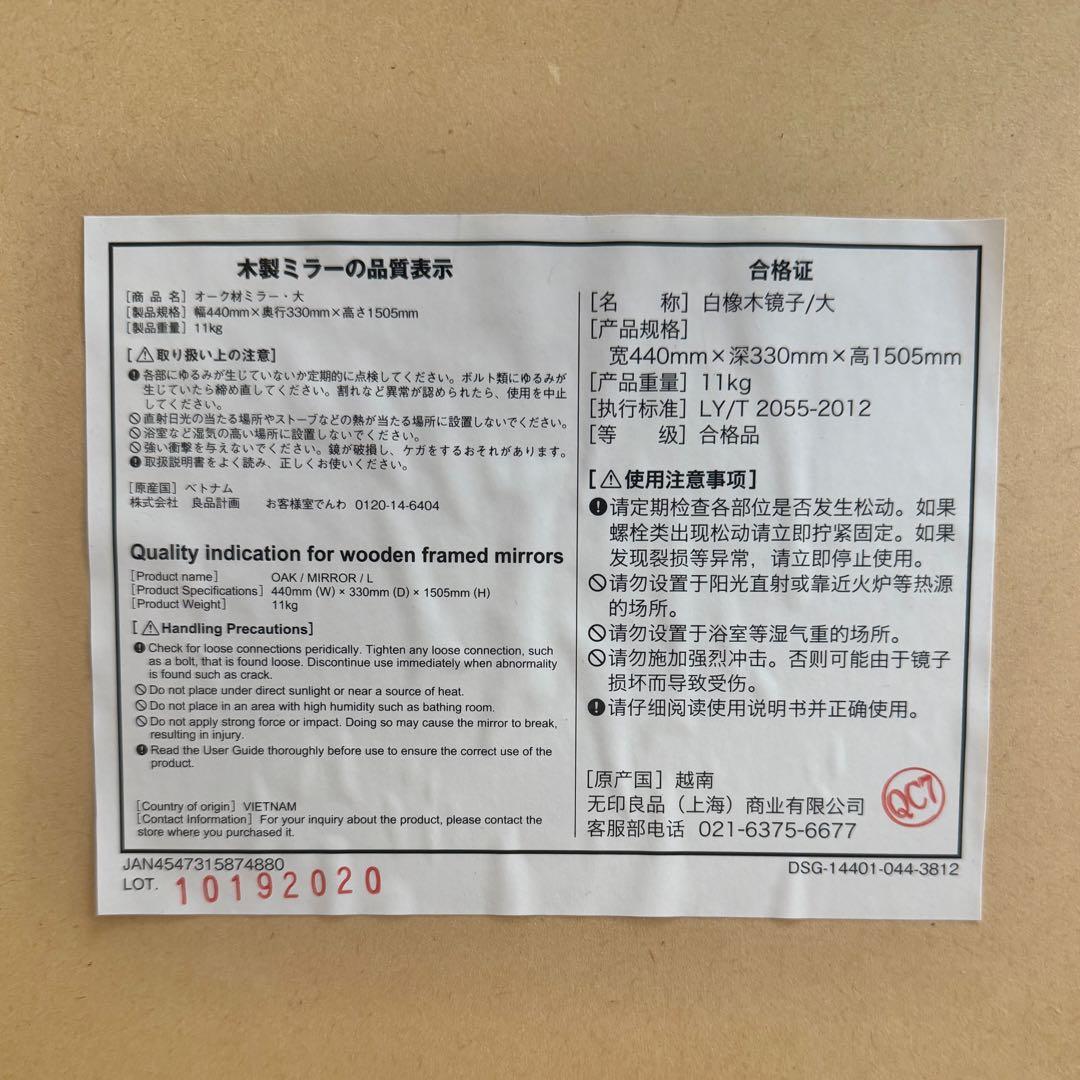 木製ミラーの品質表示
[商品名] オーク材ミラー・大
[製品規格] 幅440mm×奥行330mm×高さ1505mm
[製品重量] 11kg
[⚠取り扱い上の注意]
各部にゆるみが生じていないか定期的に点検してください。ボルト類にゆるみが
生じていたら締め直してください。割れなど異常が認められたら、使用を中止
してください。
直射日光の当たる場所やストーブなどの熱が当たる場所に設置しないでください。
浴室など湿気の高い場所に設置しないでください。
強い衝撃を与えないでください。鏡が破損し、ケガをするおそれがあります。
取扱説明書をよく読み、正しくお使いください。
[原産国] ベトナム
株式会社 良品計画 お客様室でんわ 0120-14-6404
Quality indication for wooden framed mirrors
[Product name] OAK / MIRROR / L
[Product Specifications] 440mm (W) × 330mm (D) × 1505mm (H)
[Product Weight] 11kg
[⚠Handling Precautions]
Check for loose connections peridically. Tighten any loose connection, such
as a bolt, that is found loose. Discontinue use immediately when abnormality
is found such as crack.
Do not place under direct sunlight or near a source of heat.
Do not place in an area with high humidity such as bathing room.
Do not apply strong force or impact. Doing so may cause the mirror to break,
resulting in injury.
Read the User Guide thoroughly before use to ensure the correct use of the
product.
[Country of origin] VIETNAM
[Contact Information] For your inquiry about the product, please contact the
store where you purchased it.
合格证
[名 称] 白橡木镜子/大
[产品规格]
宽440mm×深330mm×高1505mm
[产品重量] 11kg
[执行标准] LY/T 2055-2012
[等 级] 合格品
[⚠使用注意事项]
请定期检查各部位是否发生松动。如果
螺栓类出现松动请立即拧紧固定。如果
发现裂损等异常，请立即停止使用。
请勿设置于阳光直射或靠近火炉等热源
的场所。
请勿设置于浴室等湿气重的场所。
请勿施加强烈冲击。否则可能由于镜子
损坏而导致受伤。
请仔细阅读使用说明书并正确使用。
[原产国] 越南
无印良品（上海）商业有限公司
客服部电话 021-6375-6677
QC7
JAN4547315874880
LOT. 10192020
DSG-14401-044-3812